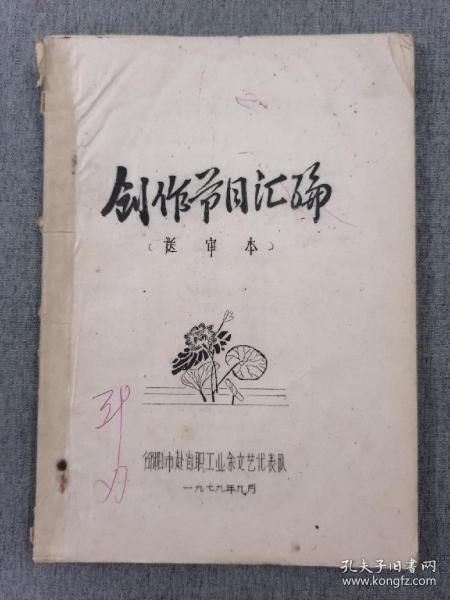 创作节目汇编
（送审本）
邵阳市赴省职工业余文艺代表队
一九七九年九月
孔夫子旧书网
www.kongfz.com